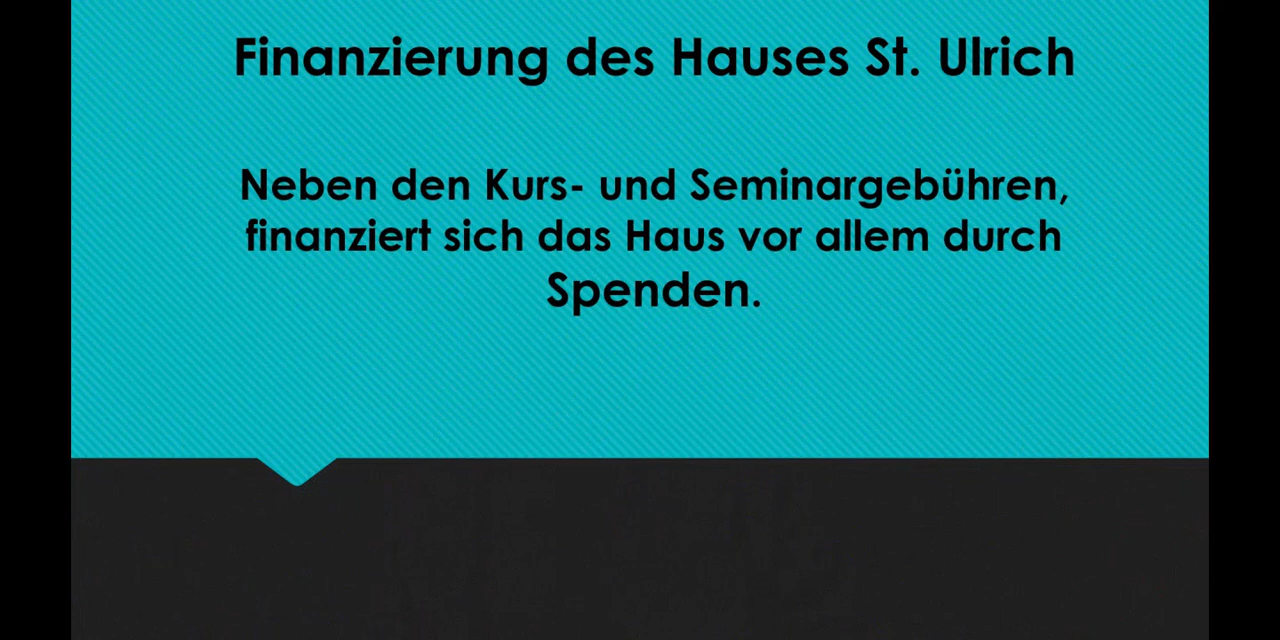 Finanzierung des Hauses St. Ulrich
Neben den Kurs- und Seminargebühren,
finanziert sich das Haus vor allem durch
Spenden.